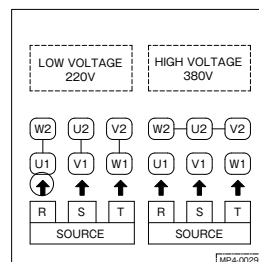 LOW VOLTAGE
220V
HIGH VOLTAGE
380V
W2 U2 V2 W2 U2 V2
U1 V1 W1 U1 V1 W1
R S T R S T
SOURCE SOURCE
MPA-0029